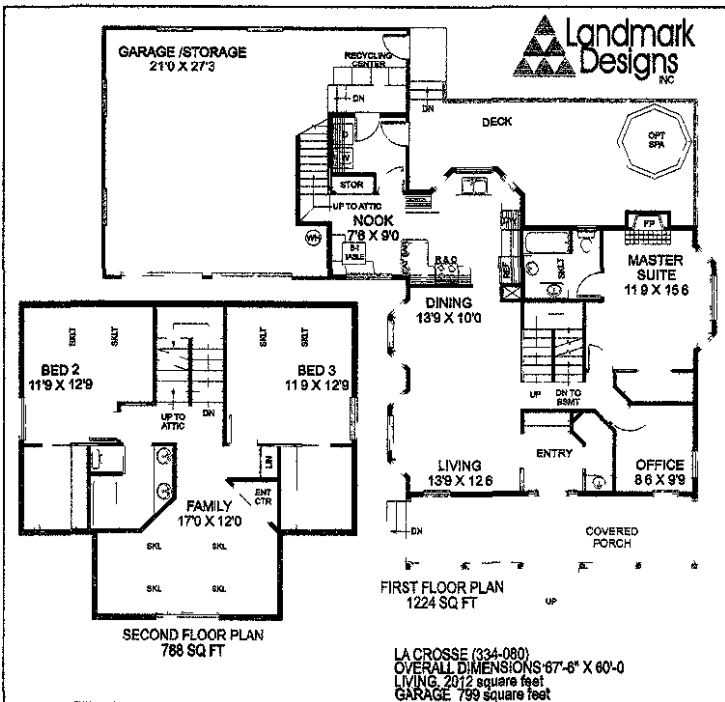 Landmark
Designs
INC
GARAGE /STORAGE
21'0 X 27'3
RECYCLING
CENTER
DN
DN
DECK
OPT
SPA
D
W
STOR
UP TO ATTIC
NOOK
7'6 X 9'0
WH
B-I
TABLE
EAT BAR
R & O
REF
SKLT
FP
MASTER
SUITE
11'9 X 15'6
DINING
13'9 X 10'0
UP
DN TO
BSMT
ENTRY
LIVING
13'9 X 12'6
OFFICE
8'6 X 9'9
DN
COVERED
PORCH
UP
FIRST FLOOR PLAN
1224 SQ FT
SKLT
SKLT
SKLT
SKLT
BED 2
11'9 X 12'9
BED 3
11'9 X 12'9
UP TO
ATTIC
DN
LIN
ENT
CTR
FAMILY
17'0 X 12'0
SKL
SKL
SKL
SKL
SECOND FLOOR PLAN
788 SQ FT
LA CROSSE (334-080)
OVERALL DIMENSIONS 67'-6" X 60'-0
LIVING 2012 square feet
GARAGE 799 square feet